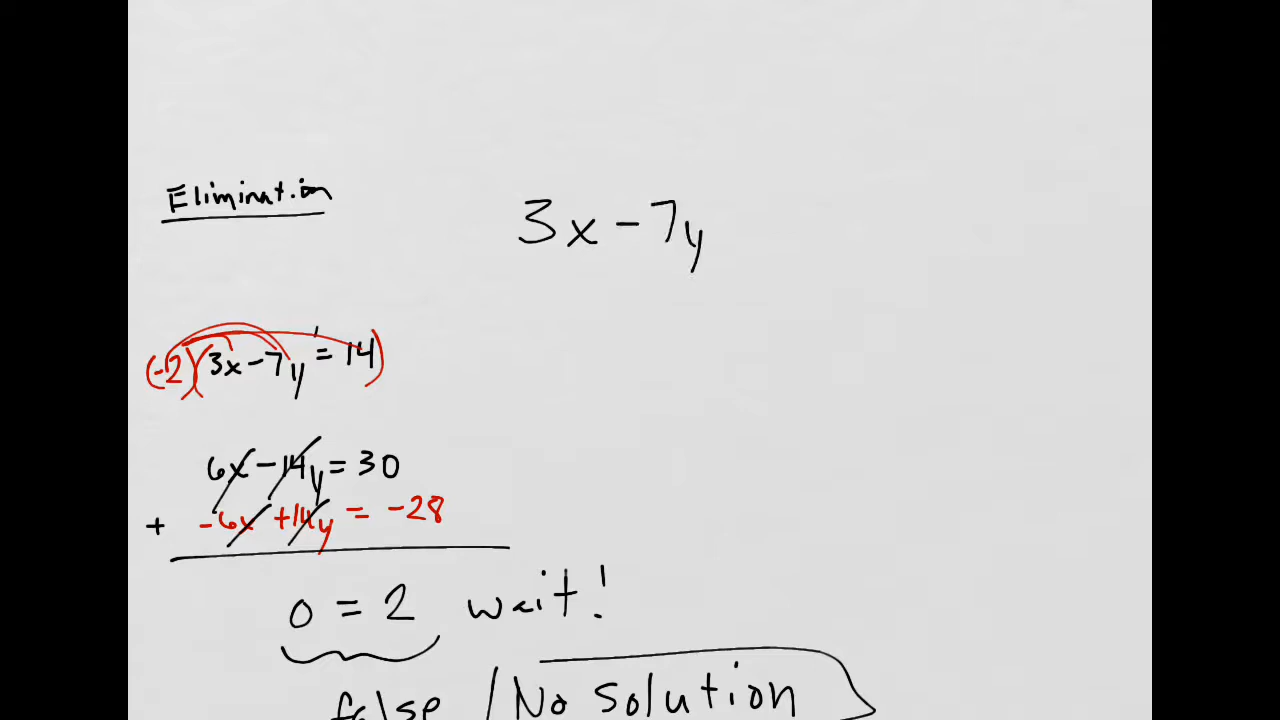 Elimination
3x - 7y
(-2)(3x - 7y = 14)
6x - 14y = 30
+ -6x + 14y = -28
0 = 2 wait!
false No solution